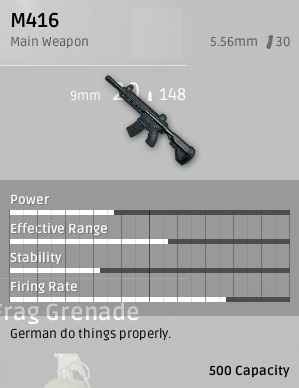 M416
Main Weapon 5.56mm 30
9mm 148
Power
Effective Range
Stability
Firing Rate
Frag Grenade
German do things properly.
500 Capacity